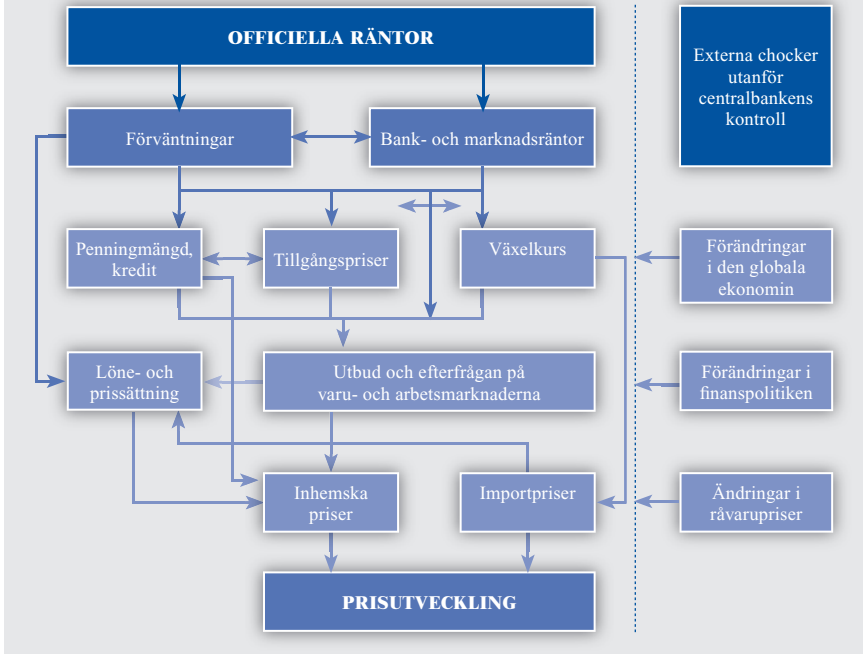 OFFICIELLA RÄNTOR
Externa chocker
utanför
centralbankens
kontroll
Förväntningar
Bank- och marknadsräntor
Penningmängd,
kredit
Tillgångspriser
Växelkurs
Förändringar
i den globala
ekonomin
Löne- och
prissättning
Utbud och efterfrågan på
varu- och arbetsmarknaderna
Förändringar i
finanspolitiken
Inhemska
priser
Importpriser
Ändringar i
råvarupriser
PRISUTVECKLING